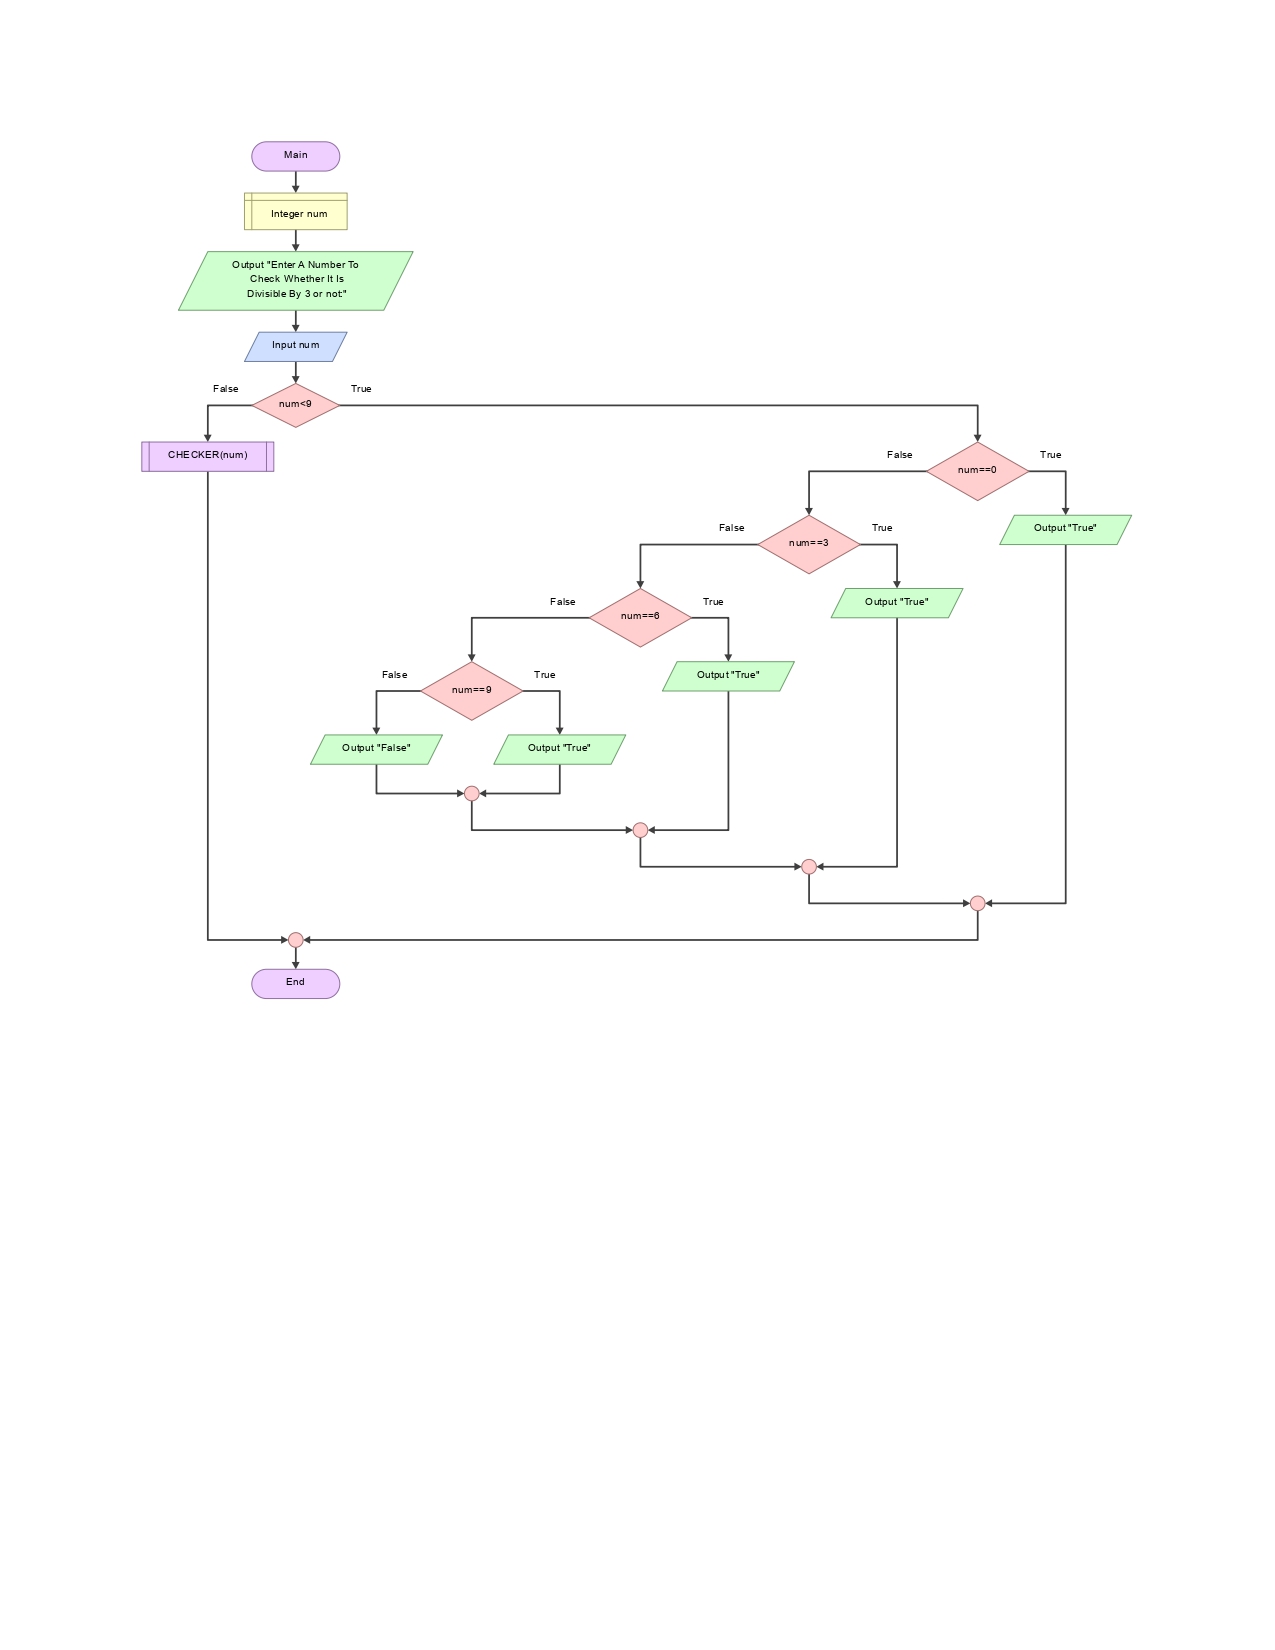 Main
Integer num
Output "Enter A Number To
Check Whether It Is
Divisible By 3 or not:"
Input num
False
True
num<9
CHECKER(num)
False
True
num==0
Output "True"
False
True
num==3
Output "True"
False
True
num==6
Output "True"
False
True
num==9
Output "False"
Output "True"
End